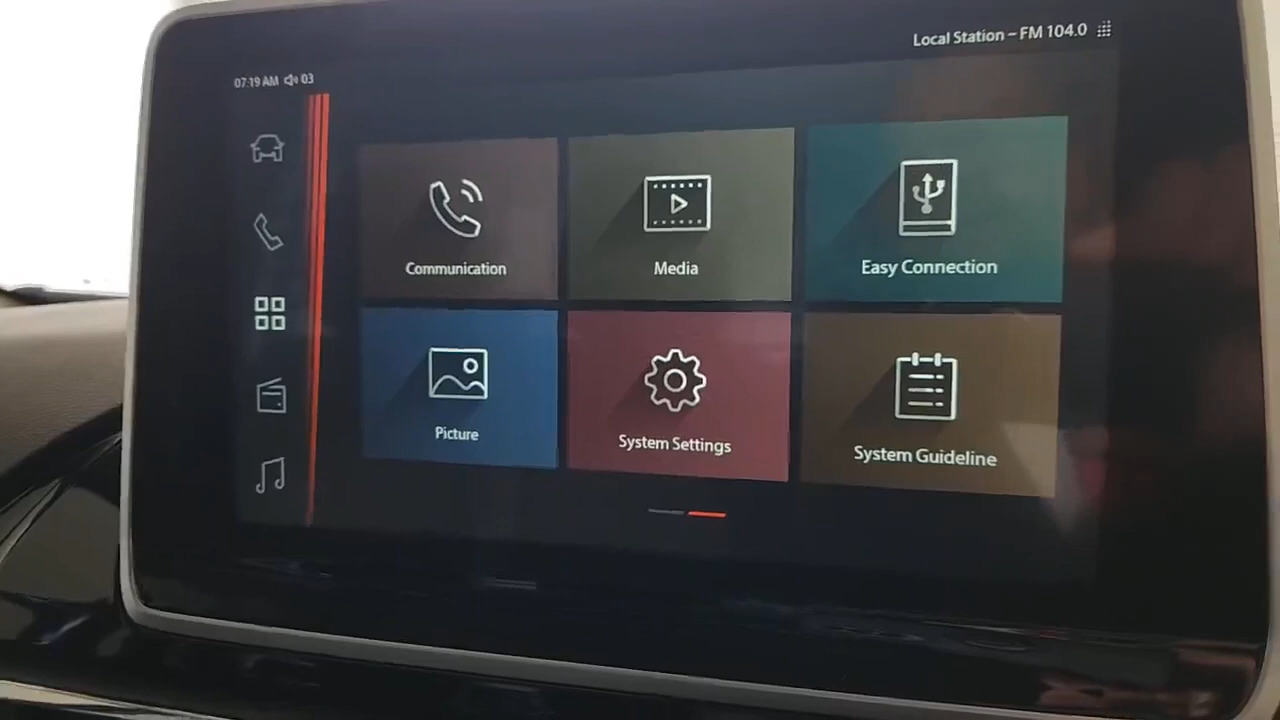 Local Station – FM 104.0
07:19 AM 03
Communication
Media
Easy Connection
Picture
System Settings
System Guideline